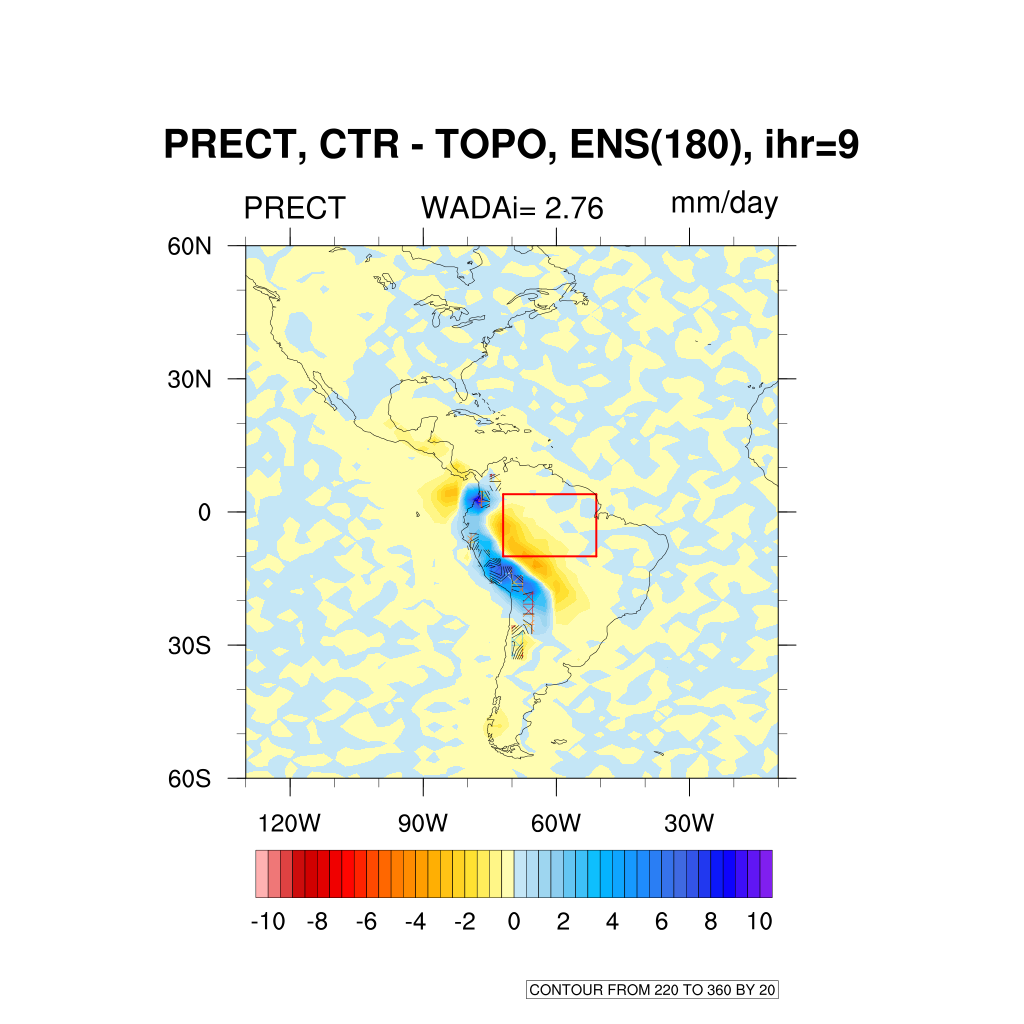 PRECT, CTR - TOPO, ENS(180), ihr=9
PRECT WADAi= 2.76 mm/day
60N
30N
0
30S
60S
120W 90W 60W 30W
-10 -8 -6 -4 -2 0 2 4 6 8 10
CONTOUR FROM 220 TO 360 BY 20